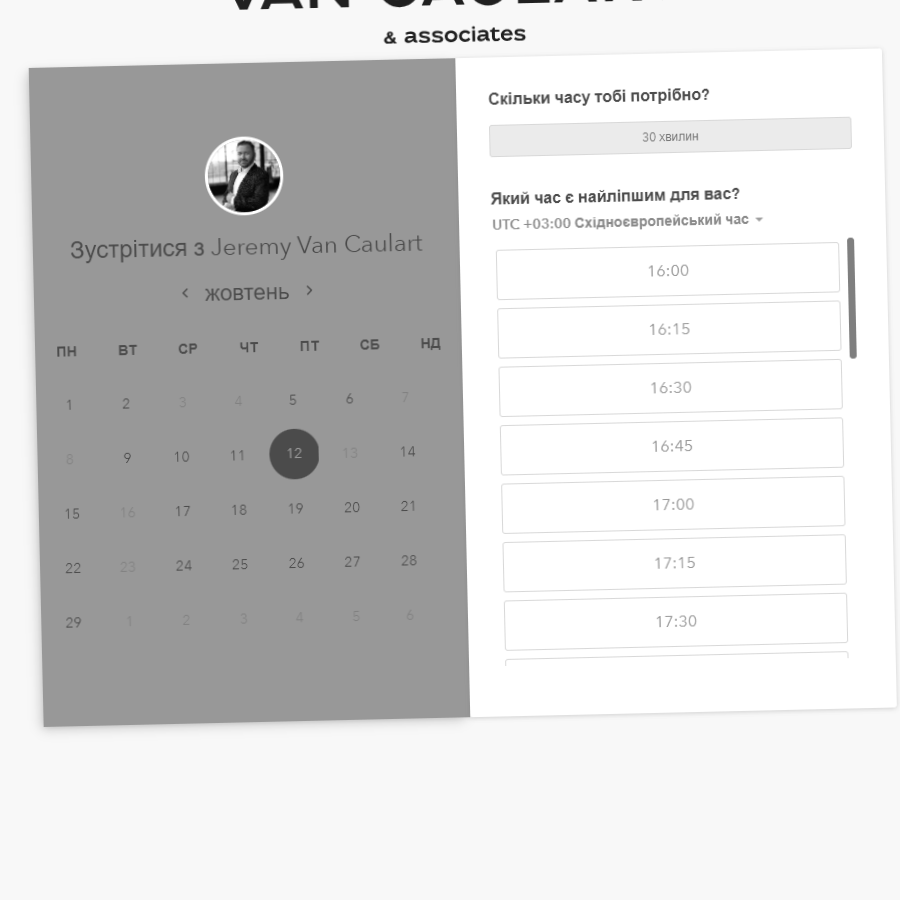 VAN CAULART
& associates
Зустрітися з Jeremy Van Caulart
жовтень
ПН ВТ СР ЧТ ПТ СБ НД
1 2 3 4 5 6 7
8 9 10 11 12 13 14
15 16 17 18 19 20 21
22 23 24 25 26 27 28
29 1 2 3 4 5 6
Скільки часу тобі потрібно?
30 хвилин
Який час є найліпшим для вас?
UTC +03:00 Східноєвропейський час
16:00
16:15
16:30
16:45
17:00
17:15
17:30